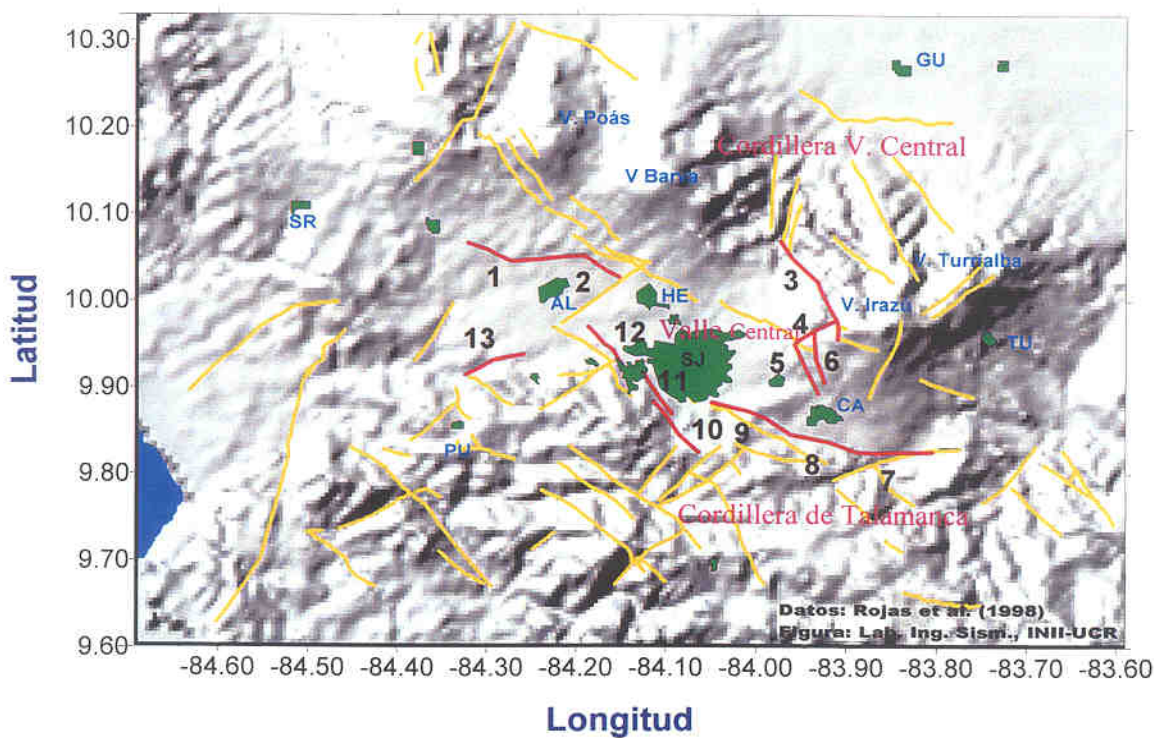 10.30
10.20
10.10
10.00
9.90
9.80
9.70
9.60
Latitud
GU
V. Poás
Cordillera V. Central
V Barva
SR
V. Turrialba
1
2
3
AL
HE
V. Irazú
4
13
12
Valle Central
TU
SJ
5
6
11
CA
10
9
PU
8
7
Cordillera de Talamanca
Datos: Rojas et al. (1998)
Figura: Lab. Ing. Sism., INII-UCR
-84.60 -84.50 -84.40 -84.30 -84.20 -84.10 -84.00 -83.90 -83.80 -83.70 -83.60
Longitud